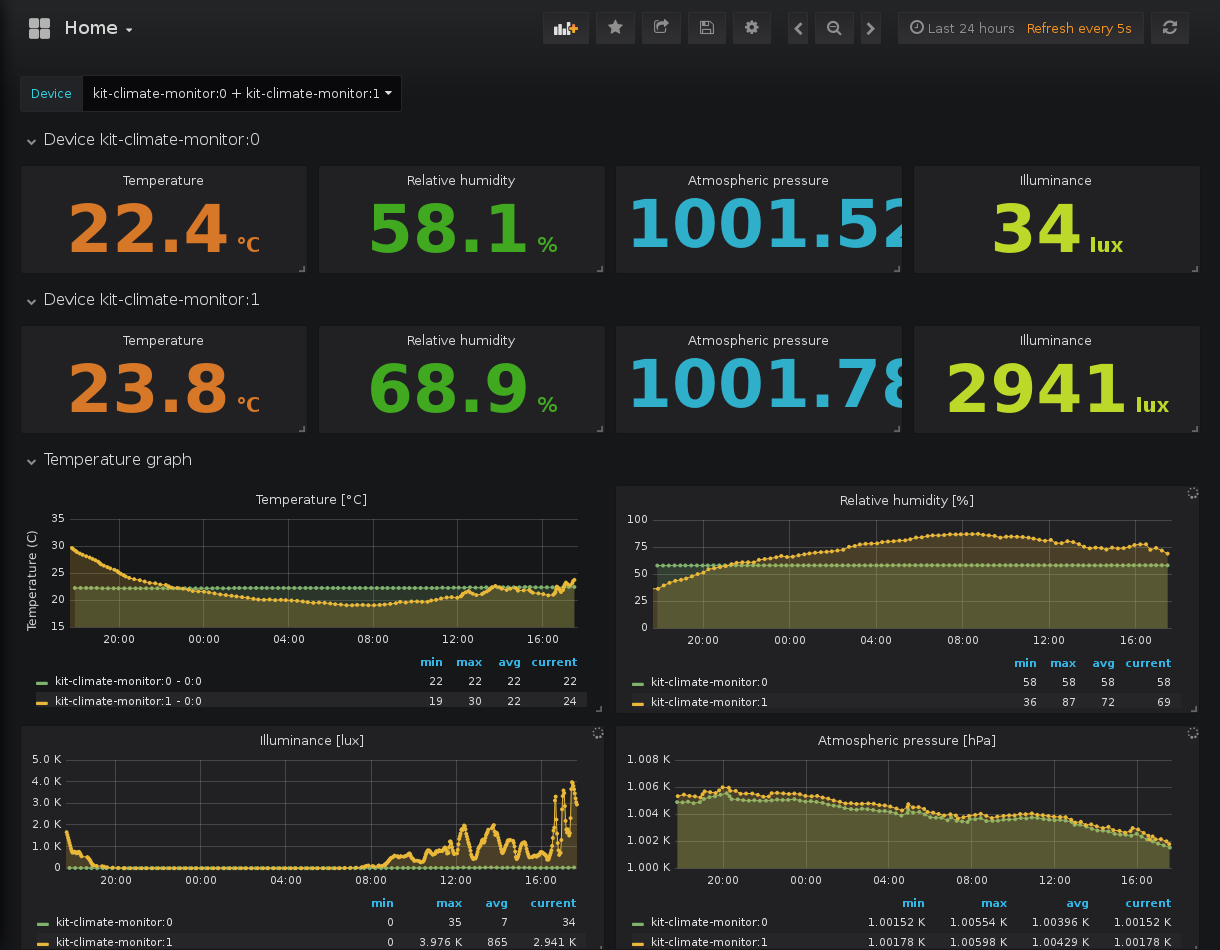 Home
Last 24 hours Refresh every 5s
Device kit-climate-monitor:0 + kit-climate-monitor:1
Device kit-climate-monitor:0
Temperature Relative humidity Atmospheric pressure Illuminance
22.4 °C 58.1 % 1001.52 34 lux
Device kit-climate-monitor:1
Temperature Relative humidity Atmospheric pressure Illuminance
23.8 °C 68.9 % 1001.78 2941 lux
Temperature graph
Temperature [°C]
Temperature (C)
35
30
25
20
15
20:00 00:00 04:00 08:00 12:00 16:00
min max avg current
kit-climate-monitor:0 - 0:0 22 22 22 22
kit-climate-monitor:1 - 0:0 19 30 22 24
Relative humidity [%]
100
75
50
25
0
20:00 00:00 04:00 08:00 12:00 16:00
min max avg current
kit-climate-monitor:0 58 58 58 58
kit-climate-monitor:1 36 87 72 69
Illuminance [lux]
5.0 K
4.0 K
3.0 K
2.0 K
1.0 K
0
20:00 00:00 04:00 08:00 12:00 16:00
min max avg current
kit-climate-monitor:0 0 35 7 34
kit-climate-monitor:1 0 3.976 K 865 2.941 K
Atmospheric pressure [hPa]
1.008 K
1.006 K
1.004 K
1.002 K
1.000 K
20:00 00:00 04:00 08:00 12:00 16:00
min max avg current
kit-climate-monitor:0 1.00152 K 1.00554 K 1.00396 K 1.00152 K
kit-climate-monitor:1 1.00178 K 1.00598 K 1.00429 K 1.00178 K